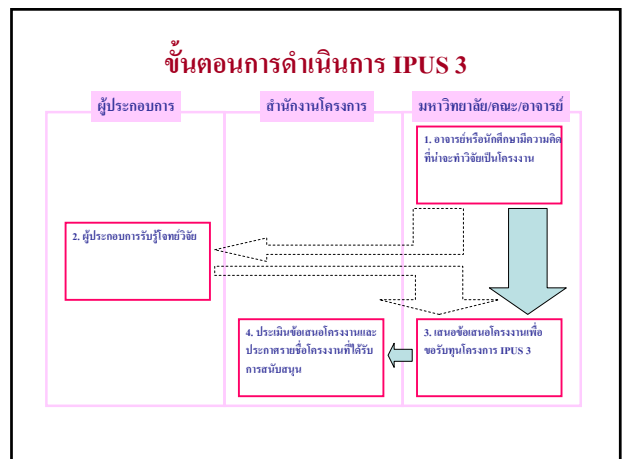 ขั้นตอนการดำเนินการ IPUS 3
ผู้ประกอบการ
สำนักงานโครงการ
มหาวิทยาลัย/คณะ/อาจารย์
1. อาจารย์หรือนักศึกษามีความคิด
ที่น่าจะทำวิจัยเป็นโครงงาน
2. ผู้ประกอบการรับรู้โจทย์วิจัย
3. เสนอข้อเสนอโครงงานเพื่อ
ขอรับทุนโครงการ IPUS 3
4. ประเมินข้อเสนอโครงงานและ
ประกาศรายชื่อโครงงานที่ได้รับ
การสนับสนุน